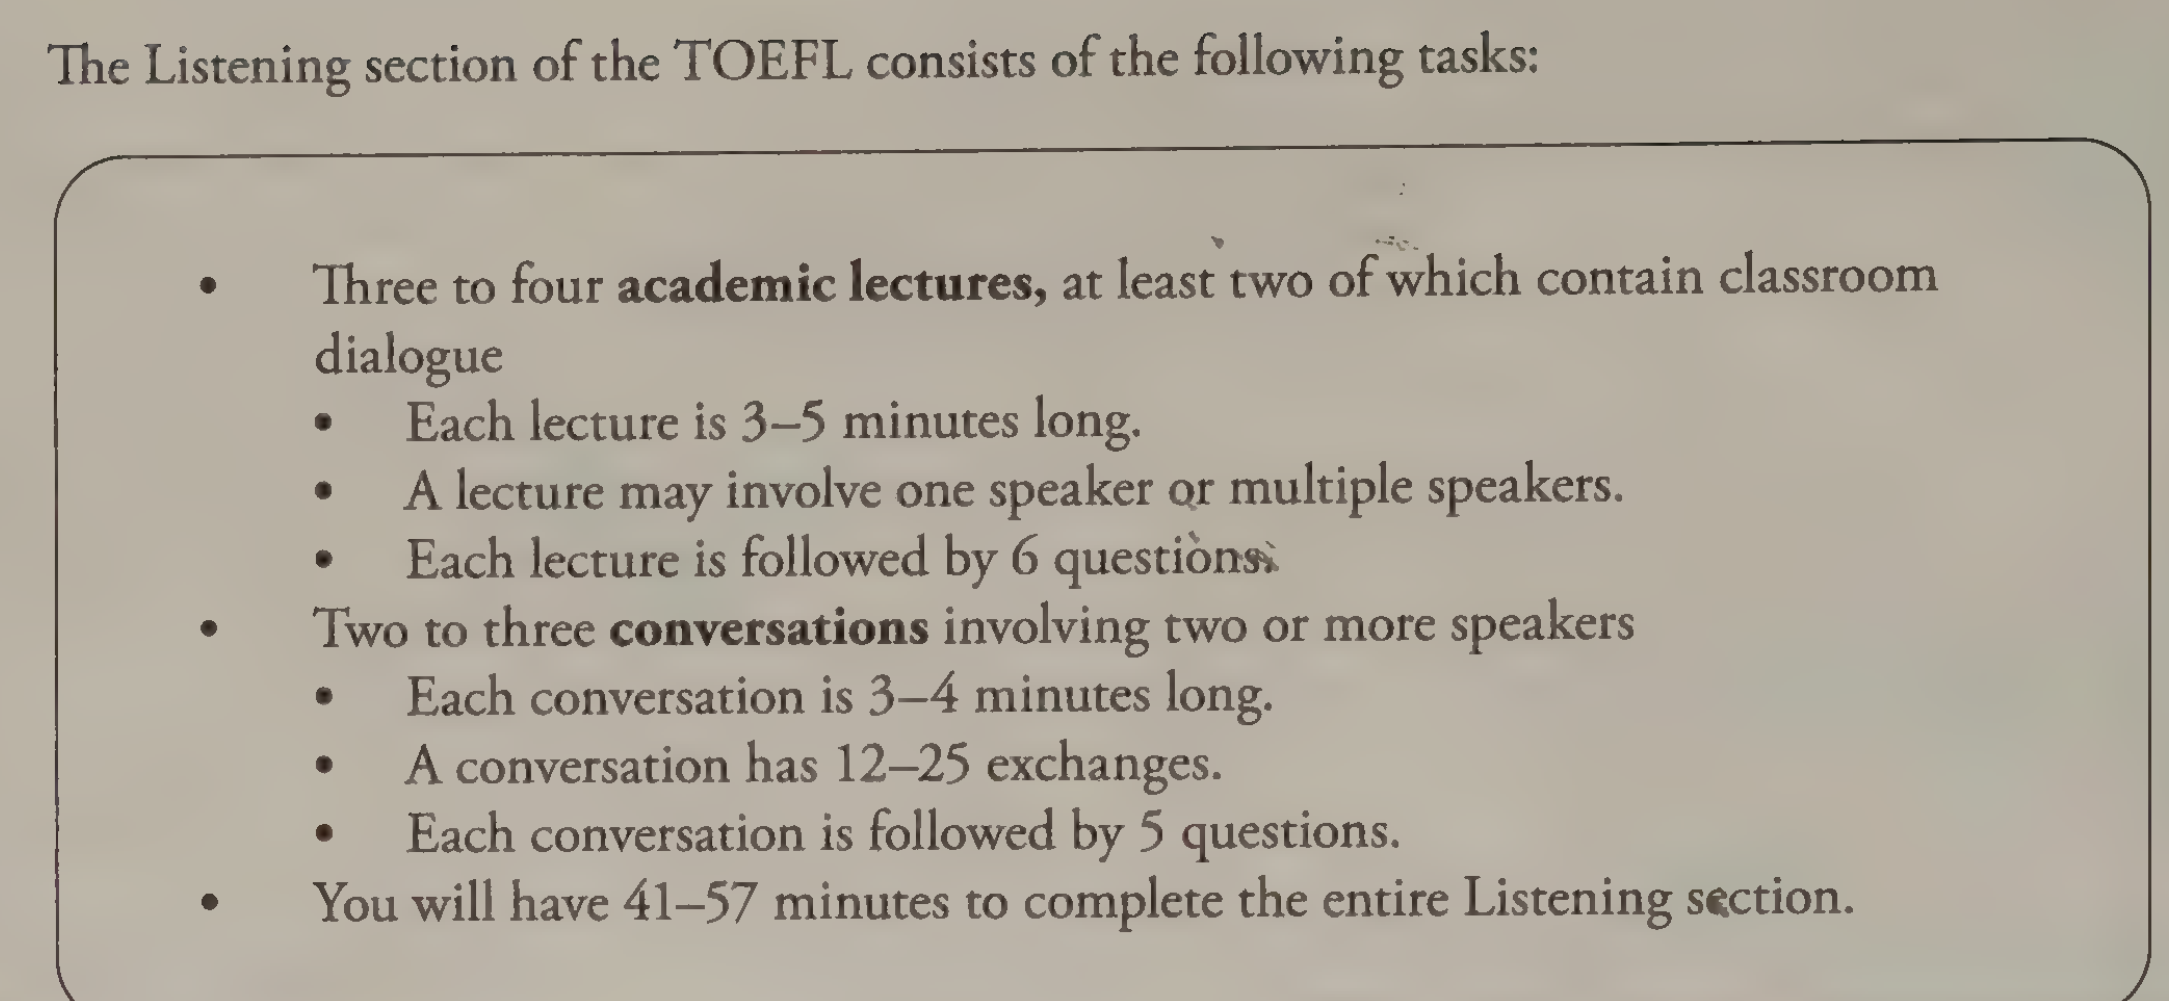 The Listening section of the TOEFL consists of the following tasks:
• Three to four academic lectures, at least two of which contain classroom
dialogue
• Each lecture is 3–5 minutes long.
• A lecture may involve one speaker or multiple speakers.
• Each lecture is followed by 6 questions.
• Two to three conversations involving two or more speakers
• Each conversation is 3–4 minutes long.
• A conversation has 12–25 exchanges.
• Each conversation is followed by 5 questions.
• You will have 41–57 minutes to complete the entire Listening section.